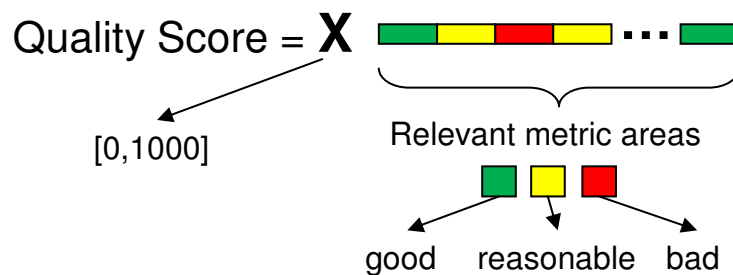 Quality Score = X ...
[0,1000]
Relevant metric areas
good reasonable bad